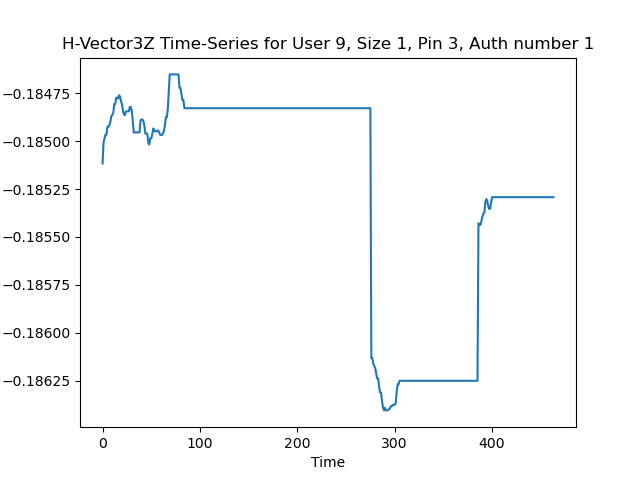 H-Vector3Z Time-Series for User 9, Size 1, Pin 3, Auth number 1
−0.18475
−0.18500
−0.18525
−0.18550
−0.18575
−0.18600
−0.18625
0 100 200 300 400
Time